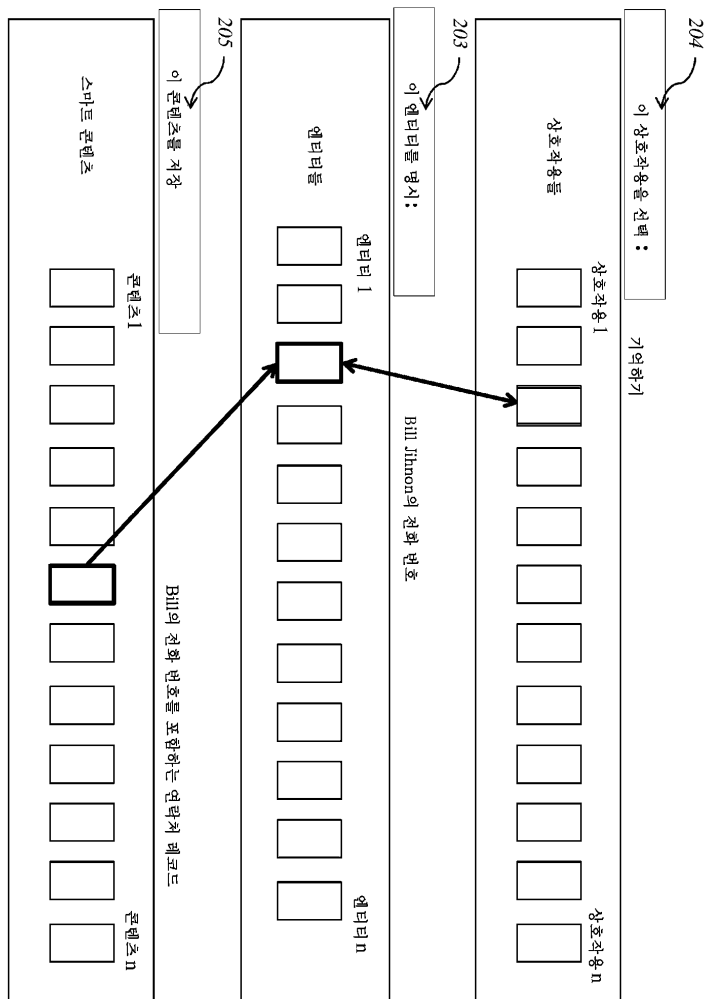 204
이 상호작용을 선택 :
기억하기
상호작용들
상호작용 1
상호작용 n
203
이 엔티티를 명시:
Bill Jihnon의 전화 번호
엔티티들
엔티티 1
엔티티 n
205
이 콘텐츠를 저장
Bill의 전화 번호를 포함하는 연락처 레코드
스마트 콘텐츠
콘텐츠 1
콘텐츠 n